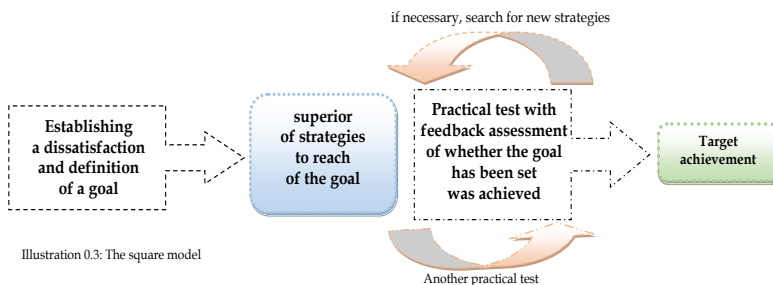 if necessary, search for new strategies
Establishing
a dissatisfaction
and definition
of a goal
superior
of strategies
to reach
of the goal
Practical test with
feedback assessment
of whether the goal
has been set
was achieved
Target
achievement
Illustration 0.3: The square model
Another practical test